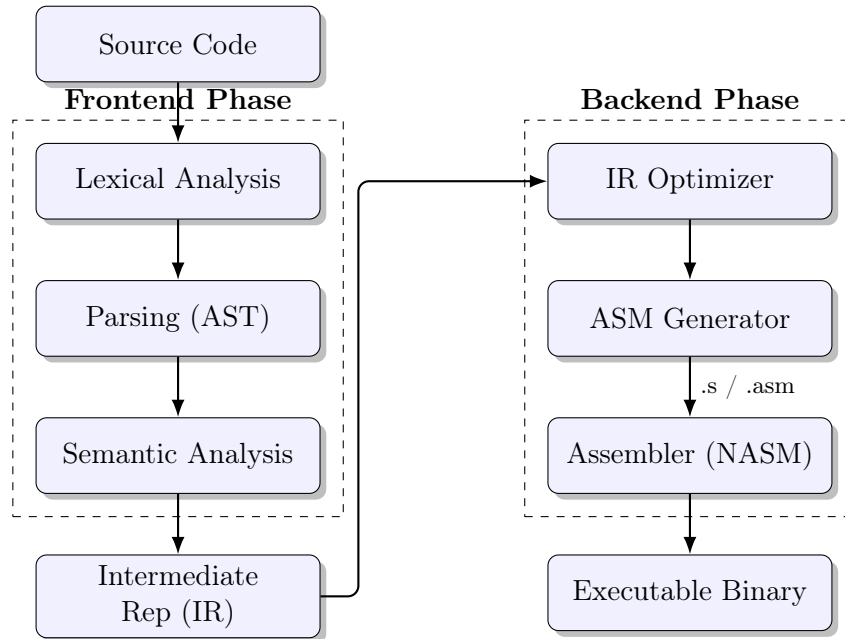 Source Code
Frontend Phase
Lexical Analysis
Parsing (AST)
Semantic Analysis
Intermediate
Rep (IR)
Backend Phase
IR Optimizer
ASM Generator
.s / .asm
Assembler (NASM)
Executable Binary